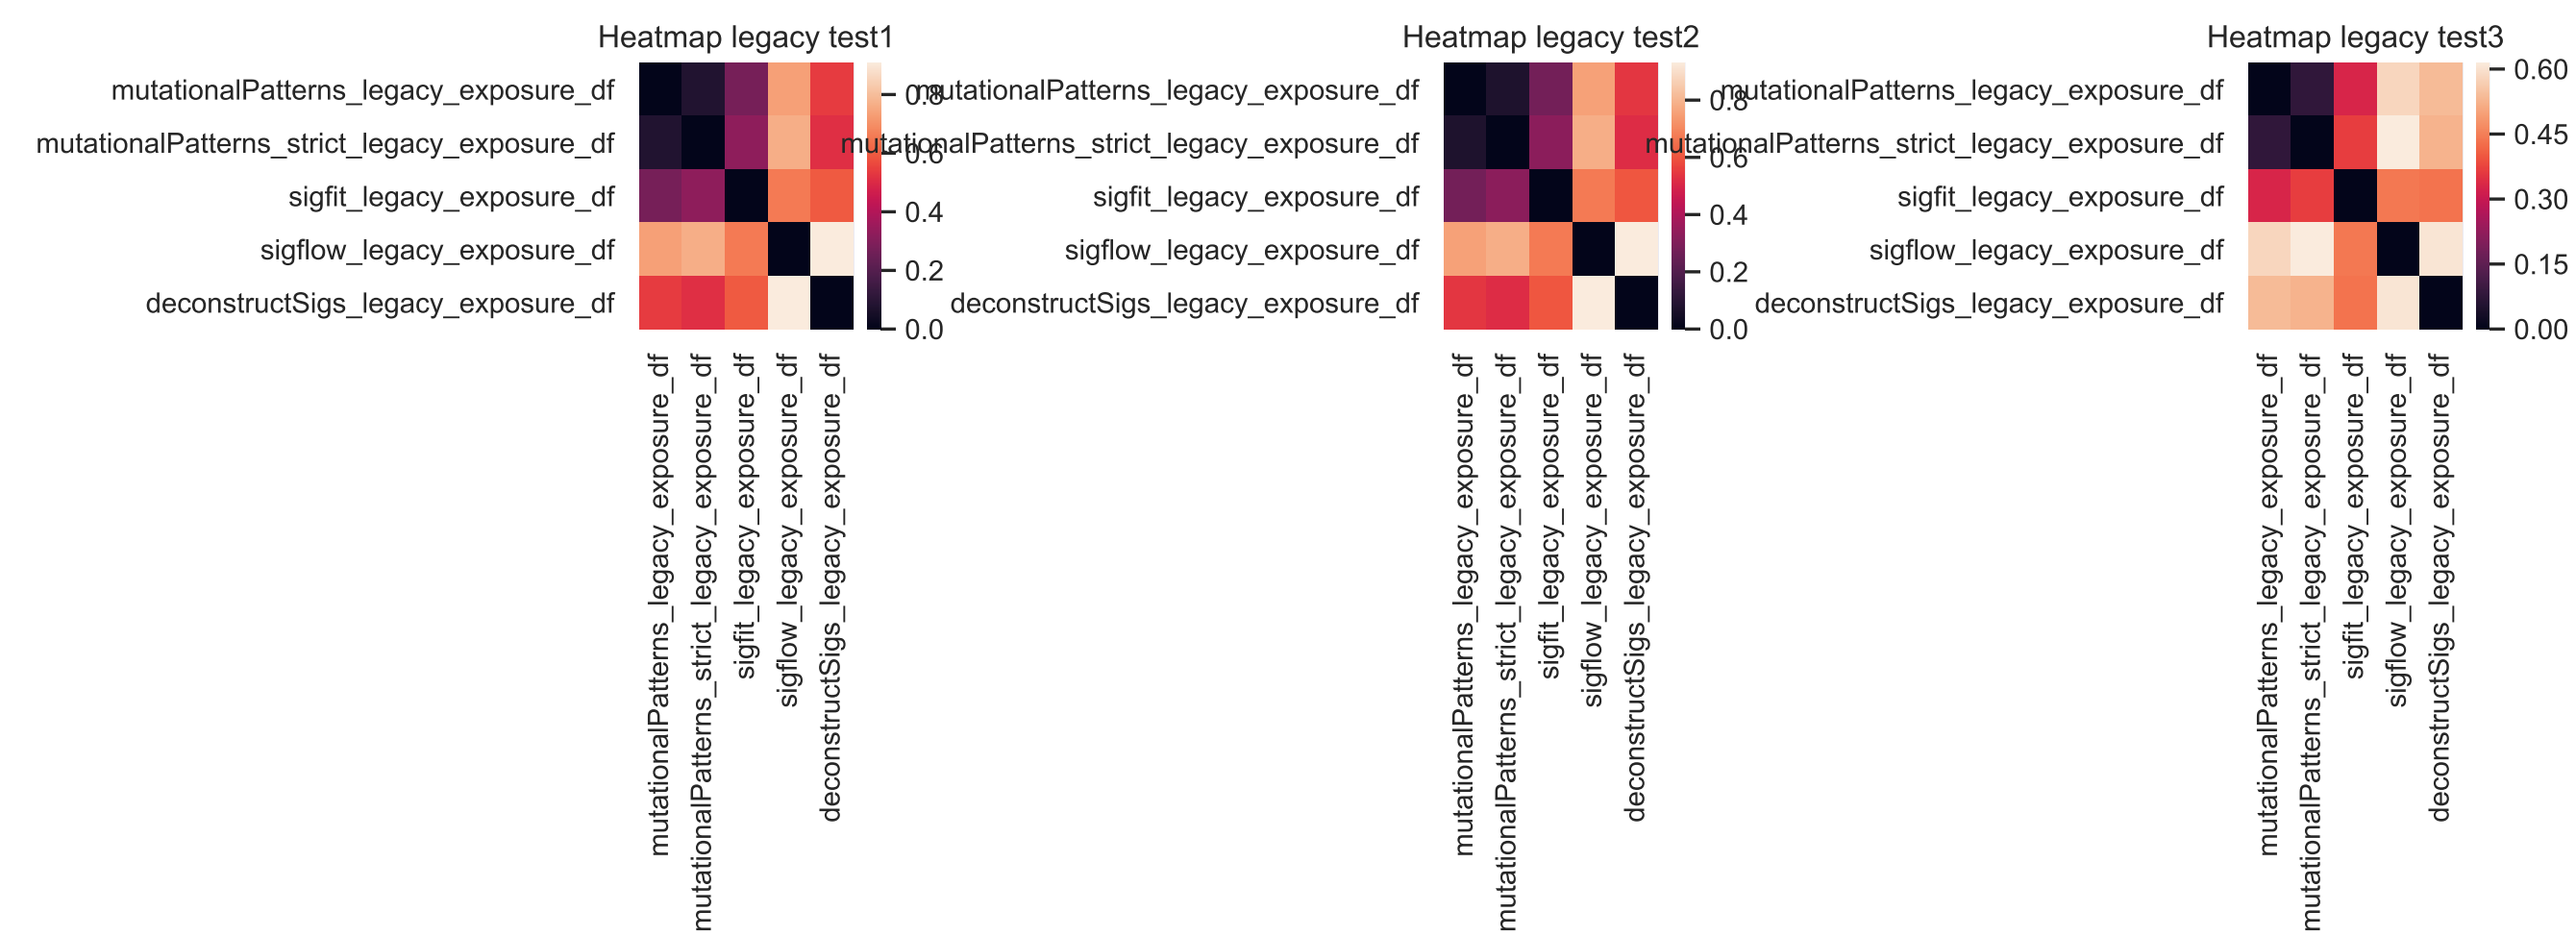 Heatmap legacy test1
mutationalPatterns_legacy_exposure_df
mutationalPatterns_strict_legacy_exposure_df
sigfit_legacy_exposure_df
sigflow_legacy_exposure_df
deconstructSigs_legacy_exposure_df
0.8
0.6
0.4
0.2
0.0
mutationalPatterns_legacy_exposure_df
mutationalPatterns_strict_legacy_exposure_df
sigfit_legacy_exposure_df
sigflow_legacy_exposure_df
deconstructSigs_legacy_exposure_df
Heatmap legacy test2
mutationalPatterns_legacy_exposure_df
mutationalPatterns_strict_legacy_exposure_df
sigfit_legacy_exposure_df
sigflow_legacy_exposure_df
deconstructSigs_legacy_exposure_df
0.8
0.6
0.4
0.2
0.0
mutationalPatterns_legacy_exposure_df
mutationalPatterns_strict_legacy_exposure_df
sigfit_legacy_exposure_df
sigflow_legacy_exposure_df
deconstructSigs_legacy_exposure_df
Heatmap legacy test3
mutationalPatterns_legacy_exposure_df
mutationalPatterns_strict_legacy_exposure_df
sigfit_legacy_exposure_df
sigflow_legacy_exposure_df
deconstructSigs_legacy_exposure_df
0.60
0.45
0.30
0.15
0.00
mutationalPatterns_legacy_exposure_df
mutationalPatterns_strict_legacy_exposure_df
sigfit_legacy_exposure_df
sigflow_legacy_exposure_df
deconstructSigs_legacy_exposure_df